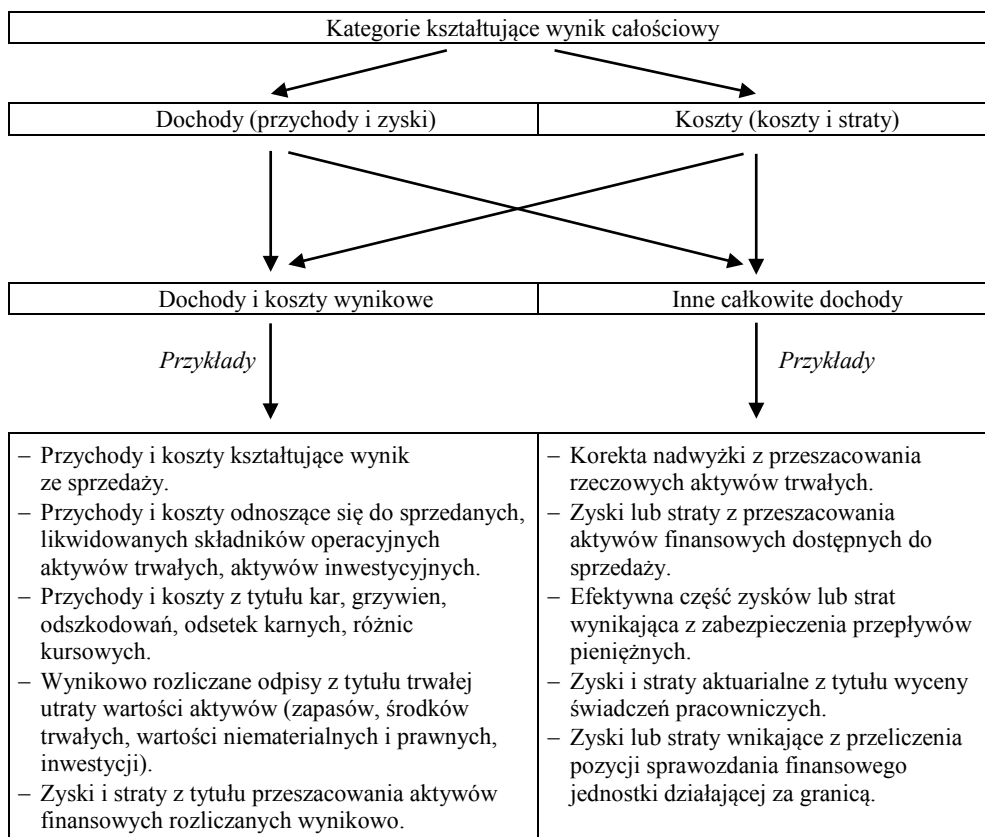 Kategorie kształtujące wynik całościowy
Dochody (przychody i zyski)
Koszty (koszty i straty)
Dochody i koszty wynikowe
Inne całkowite dochody
Przykłady
Przykłady
– Przychody i koszty kształtujące wynik
ze sprzedaży.
– Przychody i koszty odnoszące się do sprzedanych,
likwidowanych składników operacyjnych
aktywów trwałych, aktywów inwestycyjnych.
– Przychody i koszty z tytułu kar, grzywien,
odszkodowań, odsetek karnych, różnic
kursowych.
– Wynikowo rozliczane odpisy z tytułu trwałej
utraty wartości aktywów (zapasów, środków
trwałych, wartości niematerialnych i prawnych,
inwestycji).
– Zyski i straty z tytułu przeszacowania aktywów
finansowych rozliczanych wynikowo.
– Korekta nadwyżki z przeszacowania
rzeczowych aktywów trwałych.
– Zyski lub straty z przeszacowania
aktywów finansowych dostępnych do
sprzedaży.
– Efektywna część zysków lub strat
wynikająca z zabezpieczenia przepływów
pieniężnych.
– Zyski i straty aktuarialne z tytułu wyceny
świadczeń pracowniczych.
– Zyski lub straty wnikające z przeliczenia
pozycji sprawozdania finansowego
jednostki działającej za granicą.